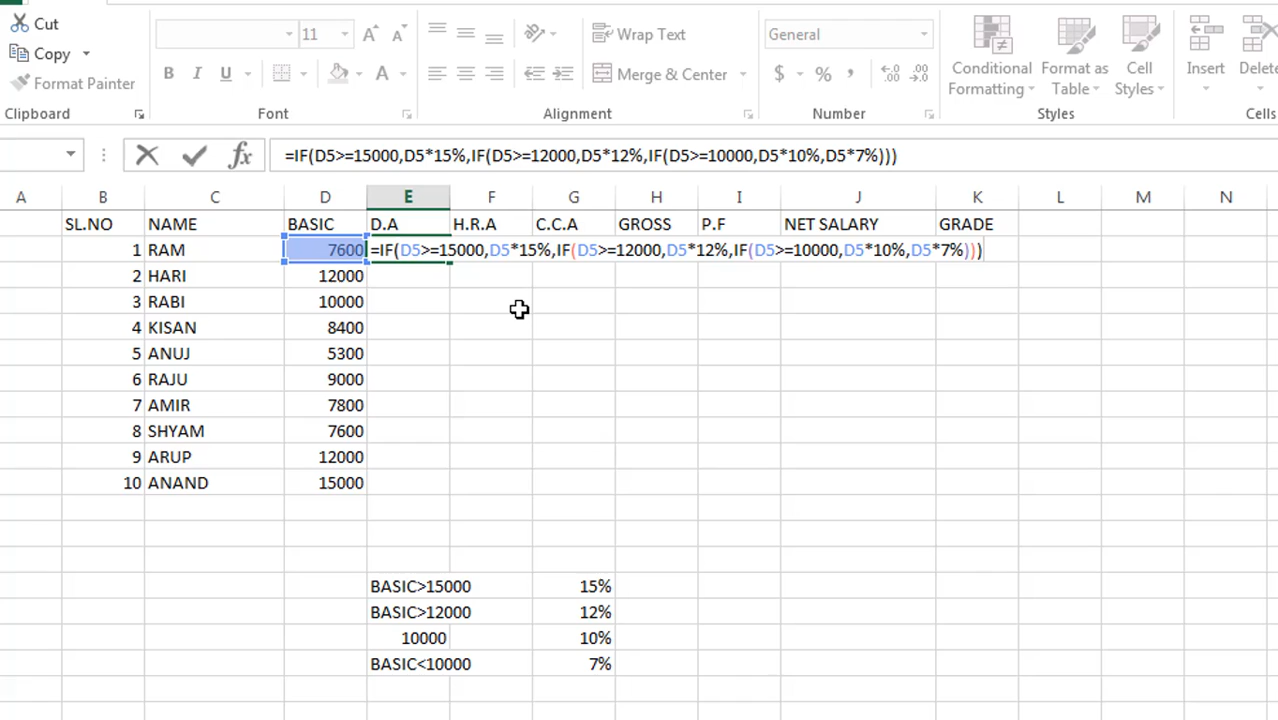 Cut
Copy
Format Painter
Clipboard
11
B I U
A
Font
Wrap Text
Merge & Center
Alignment
General
$ % ,
Number
Conditional Formatting
Format as Table
Cell Styles
Styles
Insert
Delete
Cells
fx =IF(D5>=15000,D5*15%,IF(D5>=12000,D5*12%,IF(D5>=10000,D5*10%,D5*7%)))
A B C D E F G H I J K L M N
SL.NO NAME BASIC D.A H.R.A C.C.A GROSS P.F NET SALARY GRADE
1 RAM 7600 =IF(D5>=15000,D5*15%,IF(D5>=12000,D5*12%,IF(D5>=10000,D5*10%,D5*7%)))
2 HARI 12000
3 RABI 10000
4 KISAN 8400
5 ANUJ 5300
6 RAJU 9000
7 AMIR 7800
8 SHYAM 7600
9 ARUP 12000
10 ANAND 15000
BASIC>15000 15%
BASIC>12000 12%
10000 10%
BASIC<10000 7%